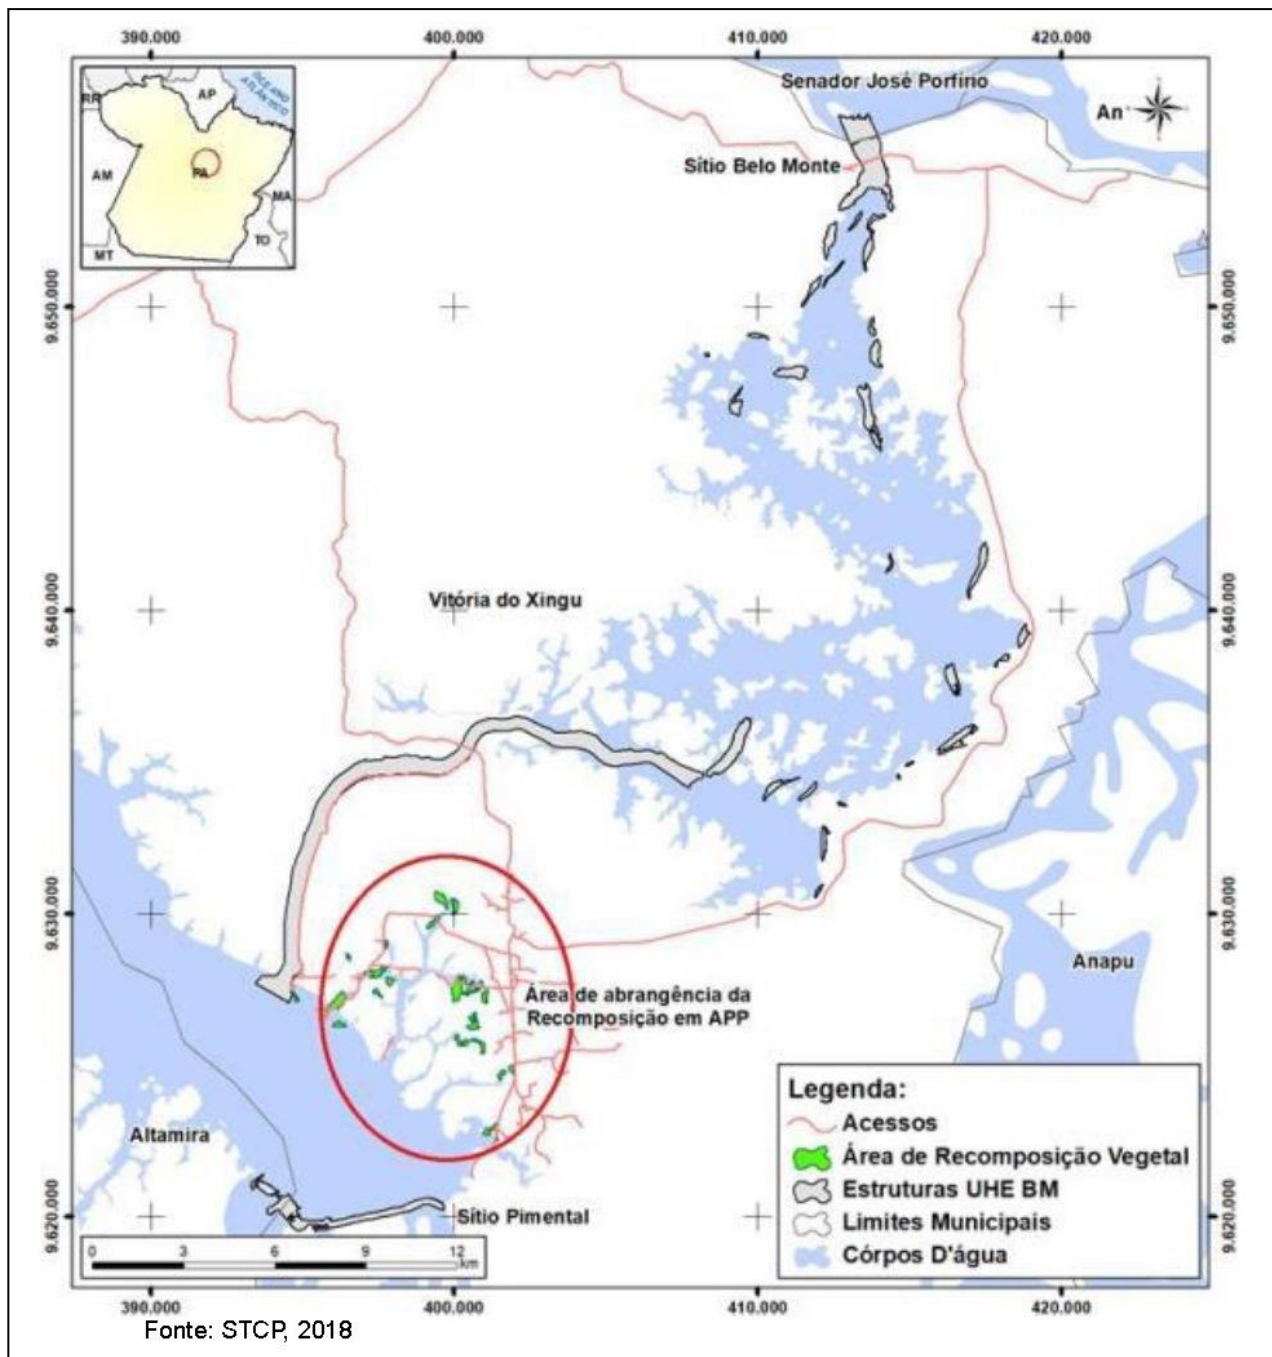 390.000
400.000
410.000
420.000
OCEANO
ATLÂNTICO
RR
AP
AM
PA
MA
TO
MT
Senador José Porfírio
An
Sítio Belo Monte
9.650.000
9.650.000
Vitória do Xingu
9.640.000
9.640.000
9.630.000
9.630.000
Anapu
Área de abrangência da
Recomposição em APP
Altamira
Sítio Pimental
9.620.000
9.620.000
Legenda:
Acessos
Área de Recomposição Vegetal
Estruturas UHE BM
Limites Municipais
Córpos D'água
0 3 6 9 12
km
390.000
400.000
410.000
420.000
Fonte: STCP, 2018